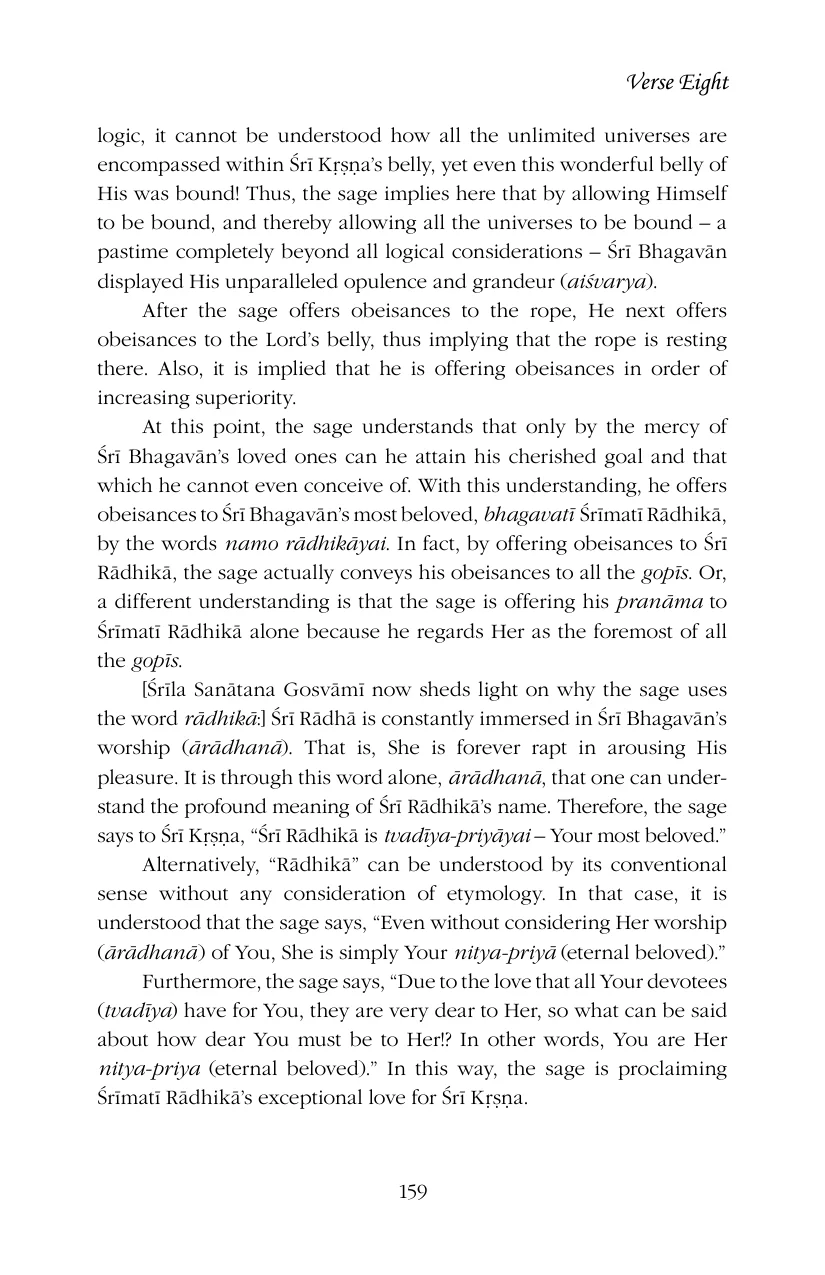 Verse Eight
logic, it cannot be understood how all the unlimited universes are
encompassed within Śrī Kṛṣṇa’s belly, yet even this wonderful belly of
His was bound! Thus, the sage implies here that by allowing Himself
to be bound, and thereby allowing all the universes to be bound – a
pastime completely beyond all logical considerations – Śrī Bhagavān
displayed His unparalleled opulence and grandeur (aiśvarya).
After the sage offers obeisances to the rope, He next offers
obeisances to the Lord’s belly, thus implying that the rope is resting
there. Also, it is implied that he is offering obeisances in order of
increasing superiority.
At this point, the sage understands that only by the mercy of
Śrī Bhagavān’s loved ones can he attain his cherished goal and that
which he cannot even conceive of. With this understanding, he offers
obeisances to Śrī Bhagavān’s most beloved, bhagavatī Śrīmatī Rādhikā,
by the words namo rādhikāyai. In fact, by offering obeisances to Śrī
Rādhikā, the sage actually conveys his obeisances to all the gopīs. Or,
a different understanding is that the sage is offering his pranāma to
Śrīmatī Rādhikā alone because he regards Her as the foremost of all
the gopīs.
[Śrīla Sanātana Gosvāmī now sheds light on why the sage uses
the word rādhikā:] Śrī Rādhā is constantly immersed in Śrī Bhagavān’s
worship (ārādhanā). That is, She is forever rapt in arousing His
pleasure. It is through this word alone, ārādhanā, that one can under-
stand the profound meaning of Śrī Rādhikā’s name. Therefore, the sage
says to Śrī Kṛṣṇa, “Śrī Rādhikā is tvadīya-priyāyai – Your most beloved.”
Alternatively, “Rādhikā” can be understood by its conventional
sense without any consideration of etymology. In that case, it is
understood that the sage says, “Even without considering Her worship
(ārādhanā) of You, She is simply Your nitya-priyā (eternal beloved).”
Furthermore, the sage says, “Due to the love that all Your devotees
(tvadīya) have for You, they are very dear to Her, so what can be said
about how dear You must be to Her!? In other words, You are Her
nitya-priya (eternal beloved).” In this way, the sage is proclaiming
Śrīmatī Rādhikā’s exceptional love for Śrī Kṛṣṇa.
159